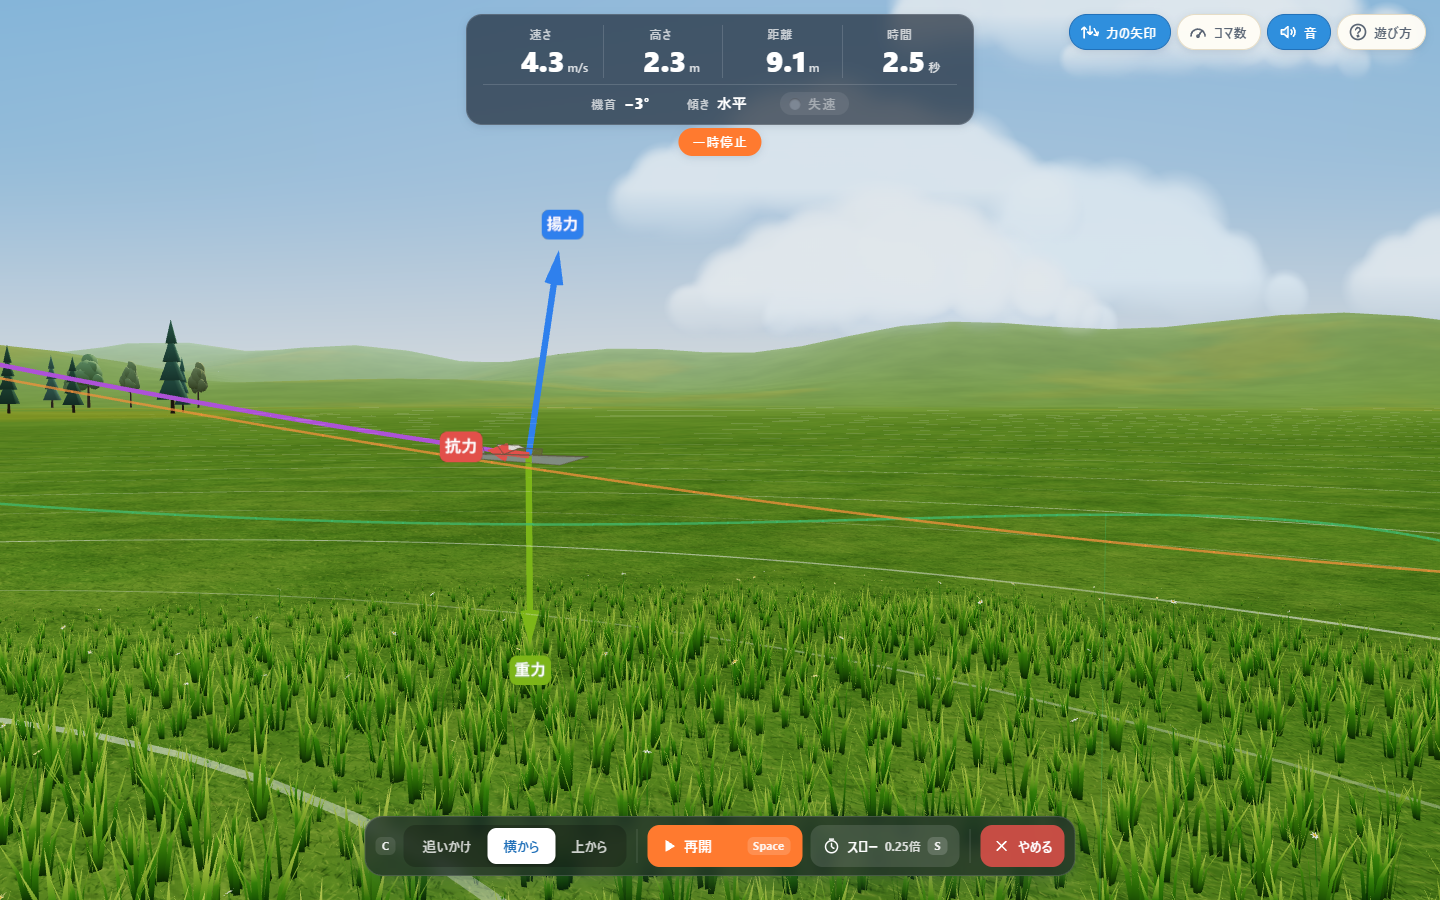 速さ 高さ 距離 時間
4.3 m/s 2.3 m 9.1 m 2.5 秒
機首 −3° 傾き 水平 失速
一時停止
力の矢印 コマ数 音 遊び方
揚力
抗力
重力
C 追いかけ 横から 上から 再開 Space スロー 0.25倍 S やめる